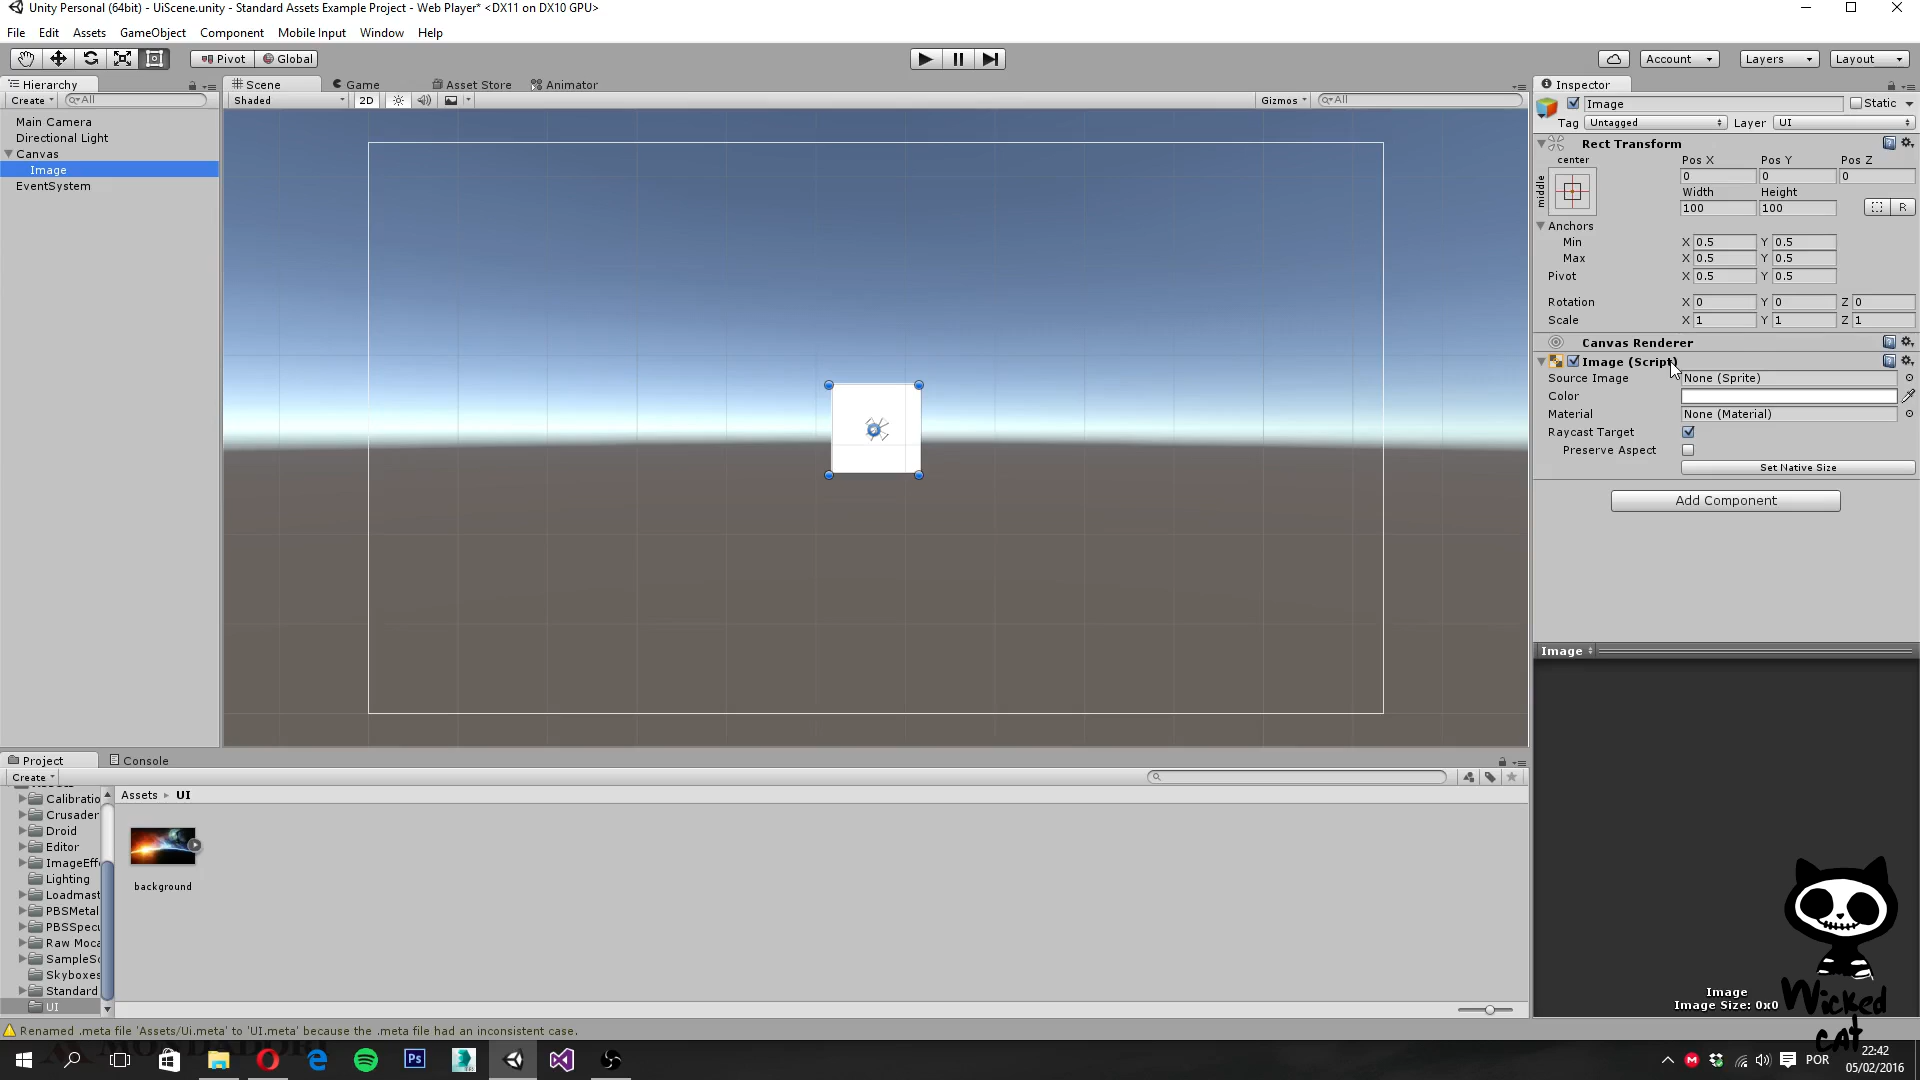 Unity Personal (64bit) - UiScene.unity - Standard Assets Example Project - Web Player* <DX11 on DX10 GPU>
File Edit Assets GameObject Component Mobile Input Window Help
Pivot Global Account Layers Layout
Hierarchy
Create All
Main Camera
Directional Light
Canvas
Image
EventSystem
Scene Game Asset Store Animator
Shaded 2D Gizmos All
Inspector
Image Static
Tag Untagged Layer UI
Rect Transform
center Pos X Pos Y Pos Z
middle
0 0 0
Width Height
100 100 R
Anchors
Min X 0.5 Y 0.5
Max X 0.5 Y 0.5
Pivot X 0.5 Y 0.5
Rotation X 0 Y 0 Z 0
Scale X 1 Y 1 Z 1
Canvas Renderer
Image (Script)
Source Image None (Sprite)
Color
Material None (Material)
Raycast Target
Preserve Aspect
Set Native Size
Add Component
Image
Image
Image Size: 0x0
Project Console
Create
Calibratio
Crusader
Droid
Editor
ImageEff
Lighting
Loadmast
PBSMetal
PBSSpecu
Raw Moca
SampleSc
Skyboxes
Standard
UI
Assets UI
background
Renamed .meta file 'Assets/Ui.meta' to 'UI.meta' because the .meta file had an inconsistent case.
Wicked
cat
Ps
POR
22:42
05/02/2016